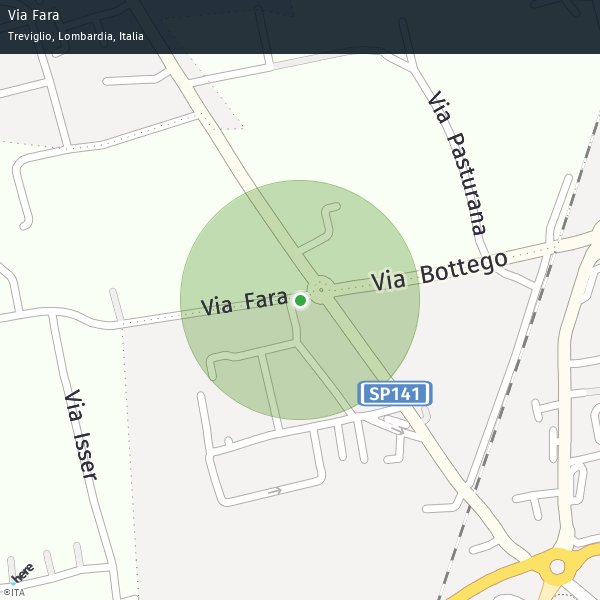 Via Fara
Treviglio, Lombardia, Italia
Via Pasturana
Via Bottego
Via Fara
SP141
Via Isser
here
©ITA